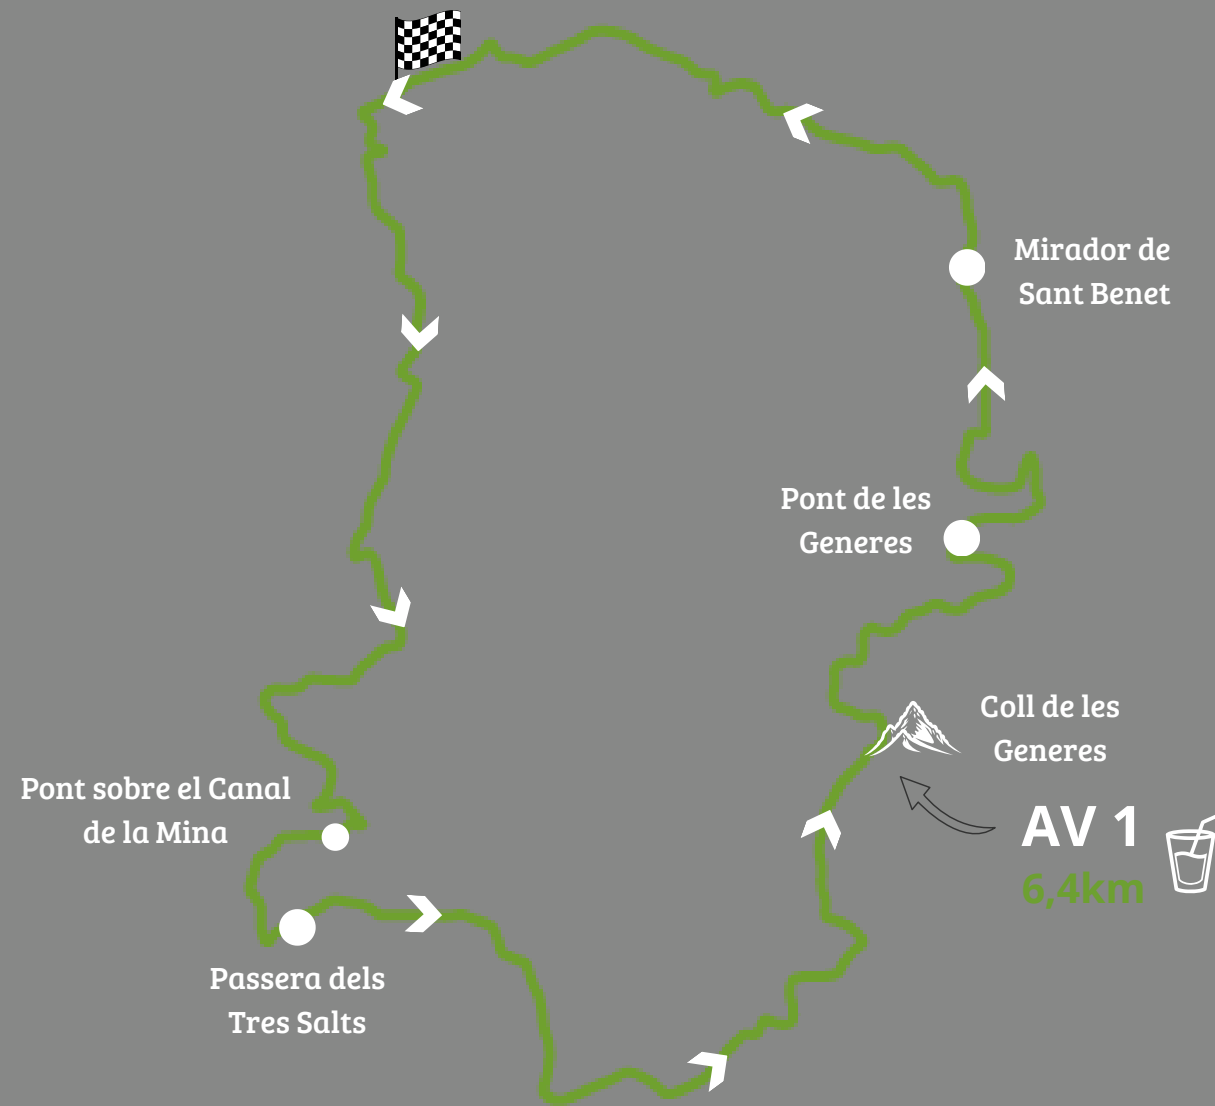 Mirador de
Sant Benet
Pont de les
Generes
Coll de les
Generes
AV 1
6,4km
Pont sobre el Canal
de la Mina
Passera dels
Tres Salts